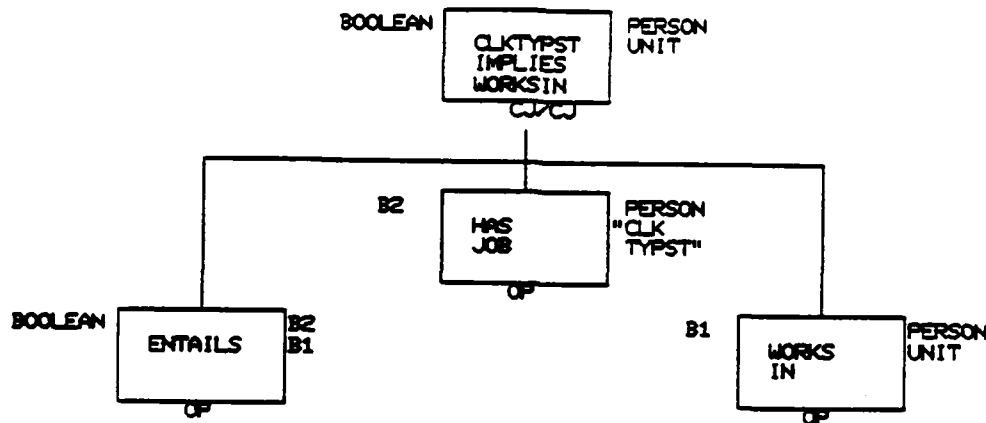 BOOLEAN
CLKTYPST
IMPLIES
WORKSIN
PERSON
UNIT
CJ/CJ
B2
HAS
JOB
PERSON
"CLK
TYPST"
OP
BOOLEAN
ENTAILS
B2
B1
OP
B1
WORKS
IN
PERSON
UNIT
OP